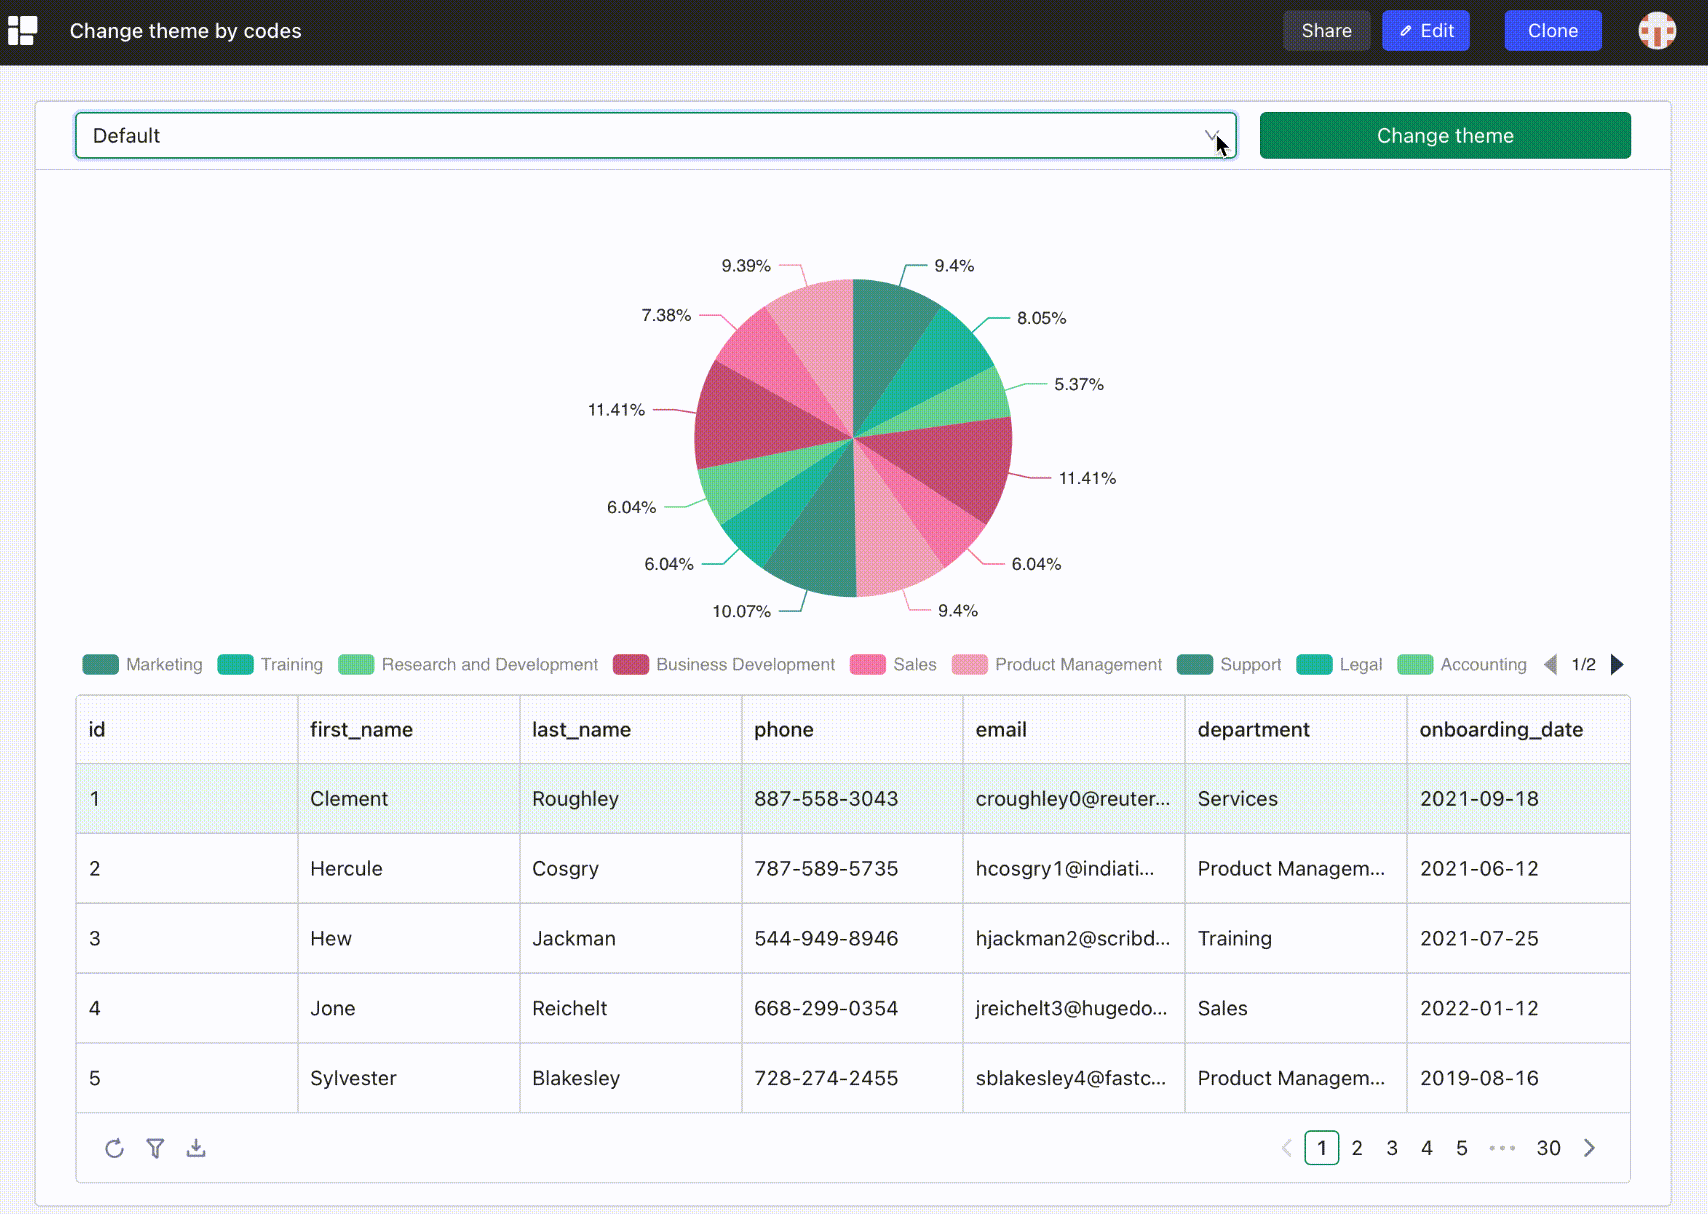 Change theme by codes Share Edit Clone
Default Change theme
9.39% 9.4%
7.38% 8.05%
5.37%
11.41%
11.41%
6.04%
6.04% 6.04%
10.07% 9.4%
Marketing Training Research and Development Business Development Sales Product Management Support Legal Accounting 1/2
id first_name last_name phone email department onboarding_date
1 Clement Roughley 887-558-3043 croughley0@reuter... Services 2021-09-18
2 Hercule Cosgry 787-589-5735 hcosgry1@indiati... Product Managem... 2021-06-12
3 Hew Jackman 544-949-8946 hjackman2@scribd... Training 2021-07-25
4 Jone Reichelt 668-299-0354 jreichelt3@hugedo... Sales 2022-01-12
5 Sylvester Blakesley 728-274-2455 sblakesley4@fastc... Product Managem... 2019-08-16
1 2 3 4 5 ••• 30